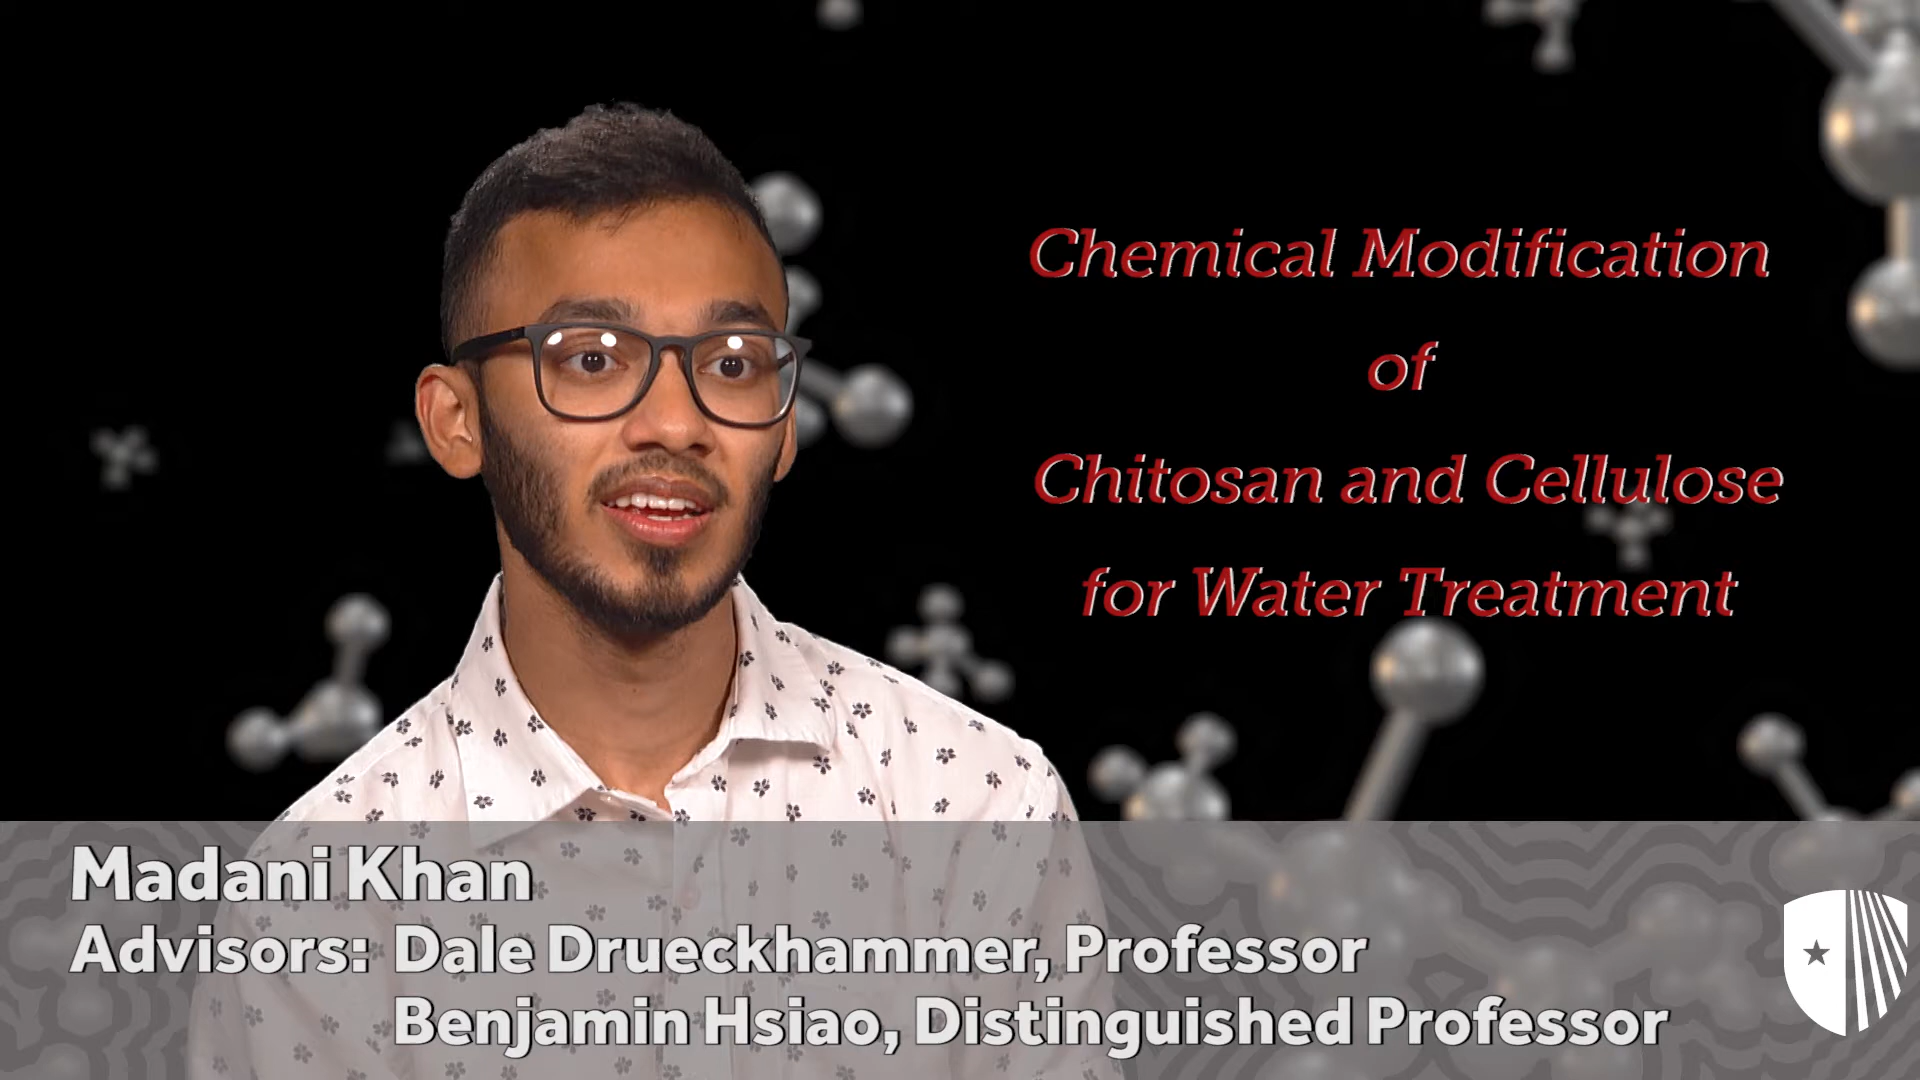 Chemical Modification
of
Chitosan and Cellulose
for Water Treatment
Madani Khan
Advisors: Dale Drueckhammer, Professor
Benjamin Hsiao, Distinguished Professor